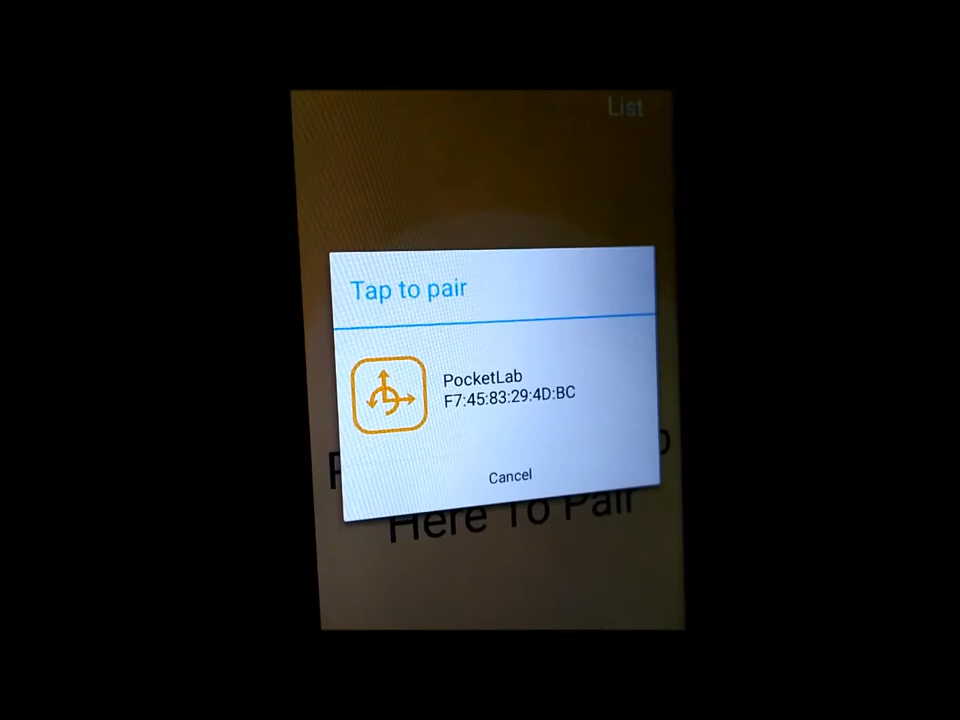 List
Tap to pair
PocketLab
F7:45:83:29:4D:BC
Cancel
Here To Pair